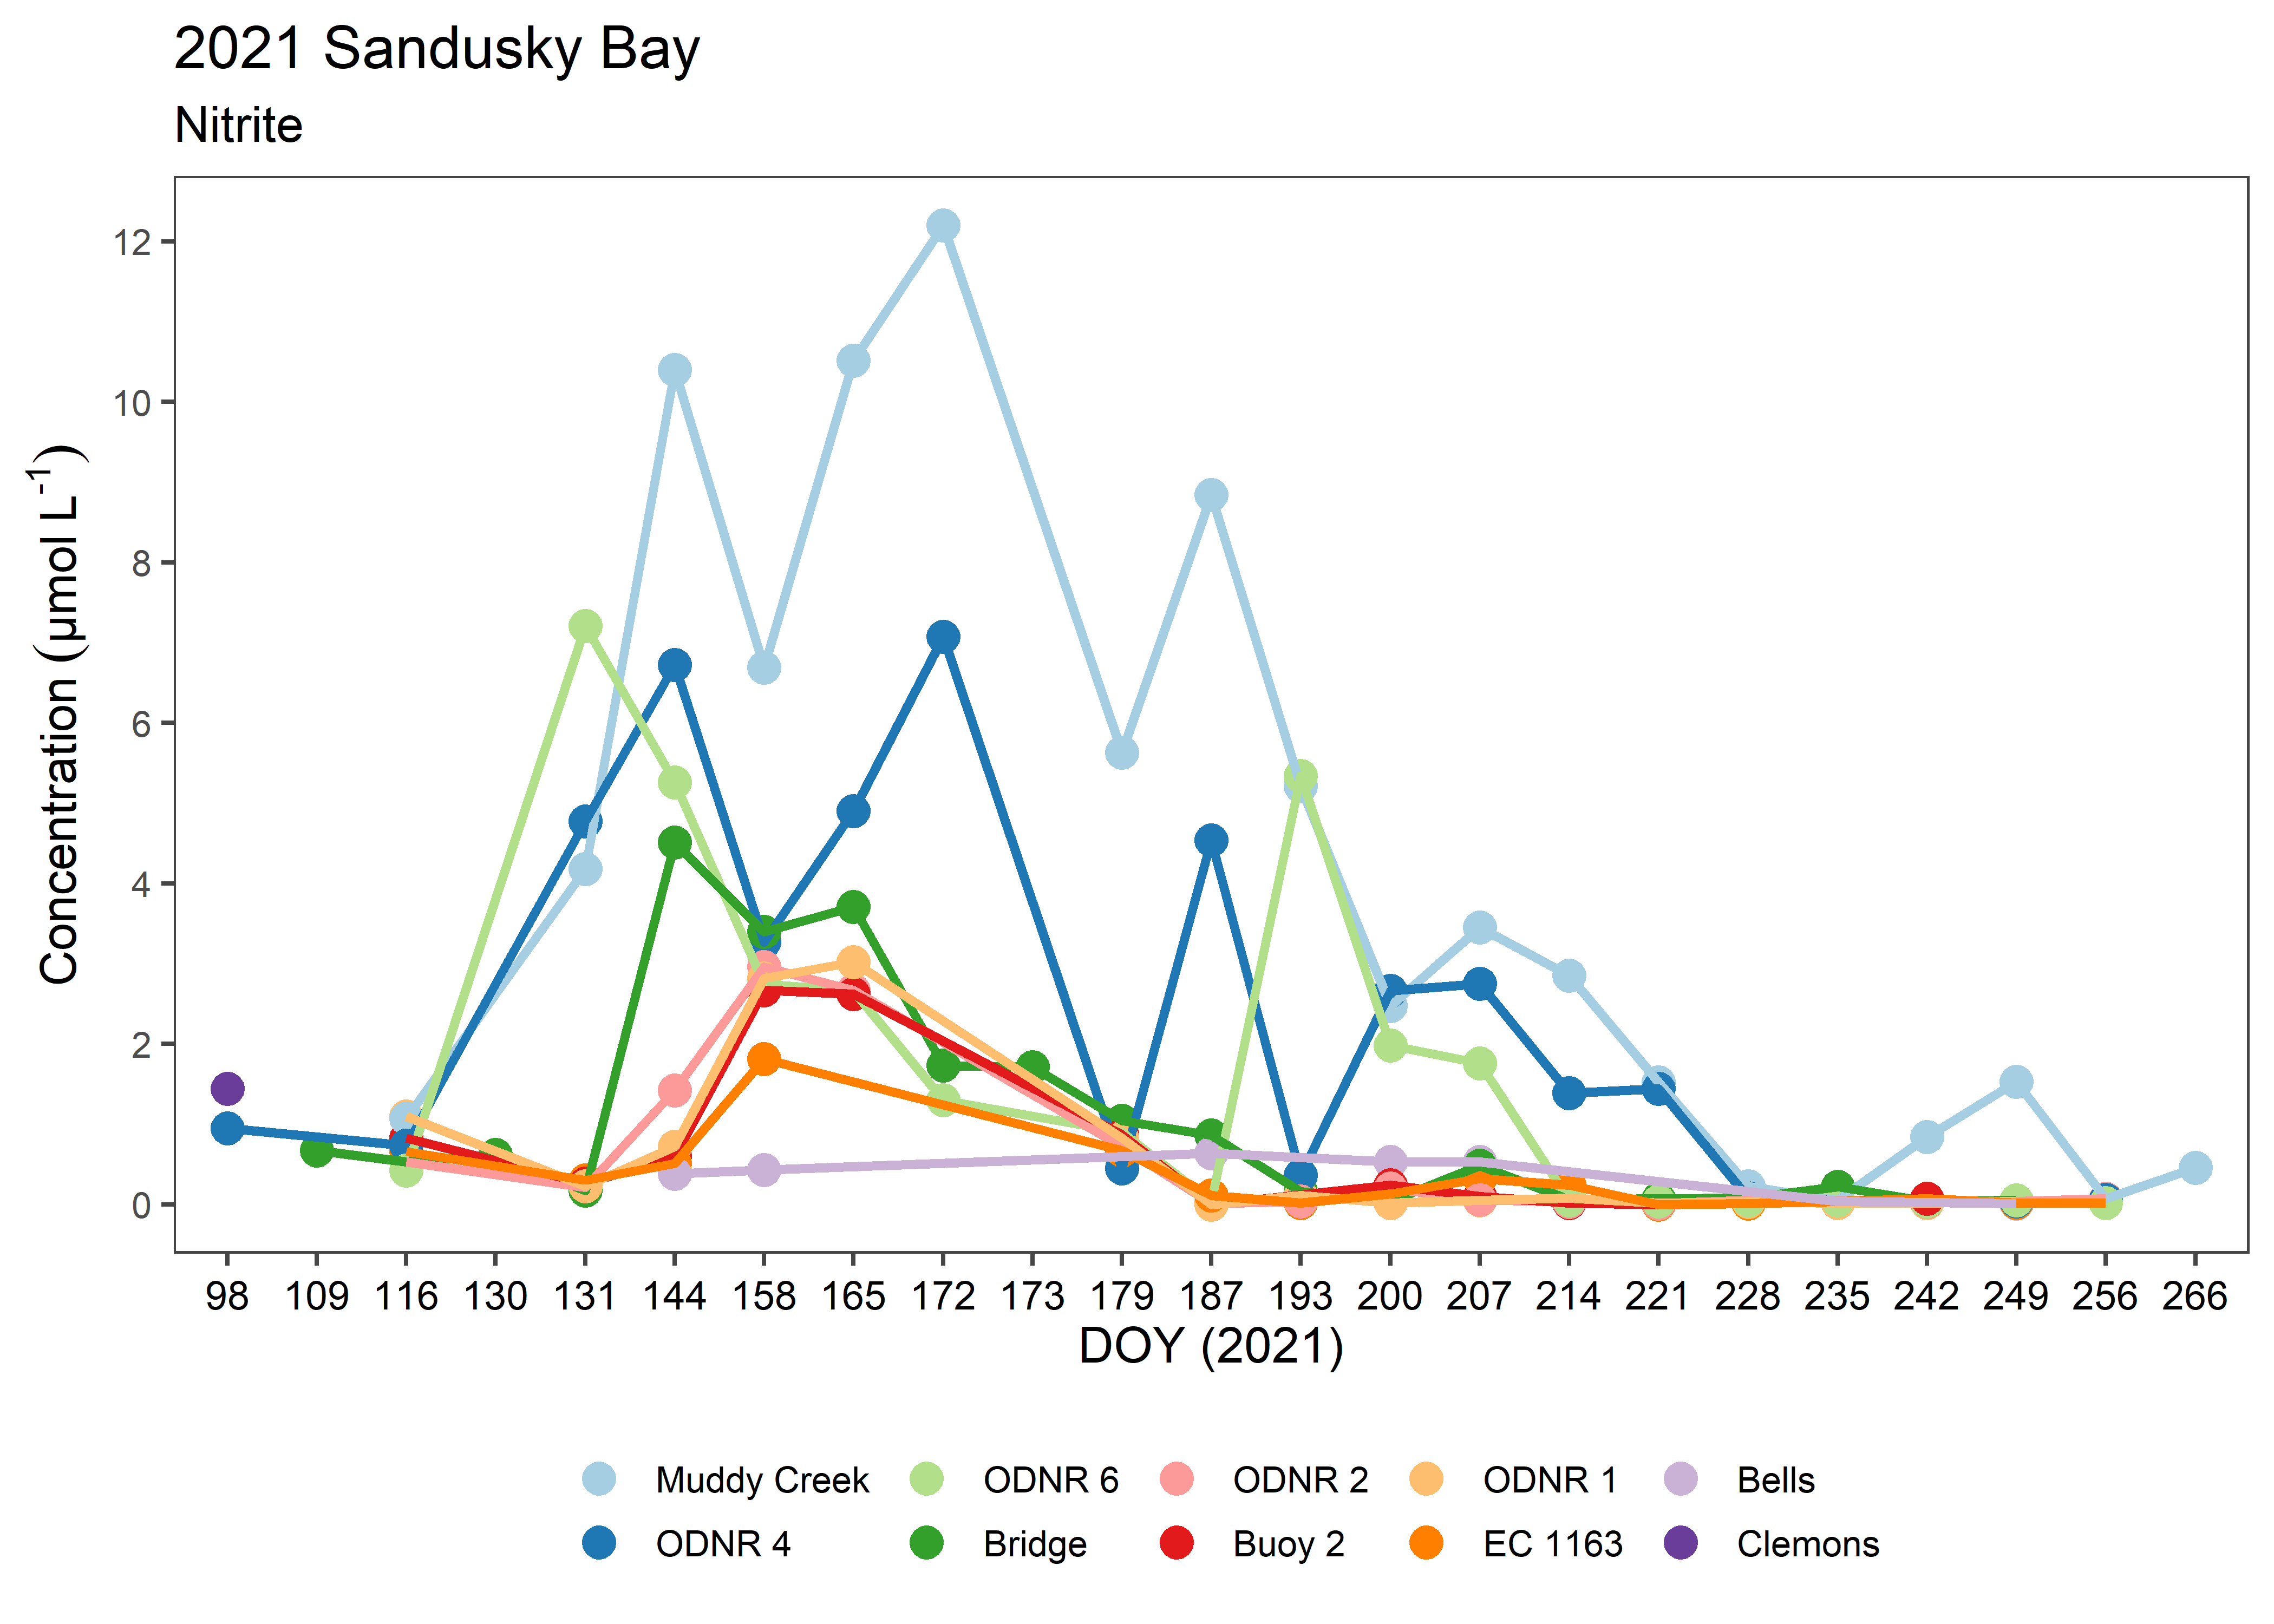 2021 Sandusky Bay
Nitrite
Concentration (µmol L⁻¹)
12
10
8
6
4
2
0
98 109 116 130 131 144 158 165 172 173 179 187 193 200 207 214 221 228 235 242 249 256 266
DOY (2021)
Muddy Creek ODNR 6 ODNR 2 ODNR 1 Bells
ODNR 4 Bridge Buoy 2 EC 1163 Clemons